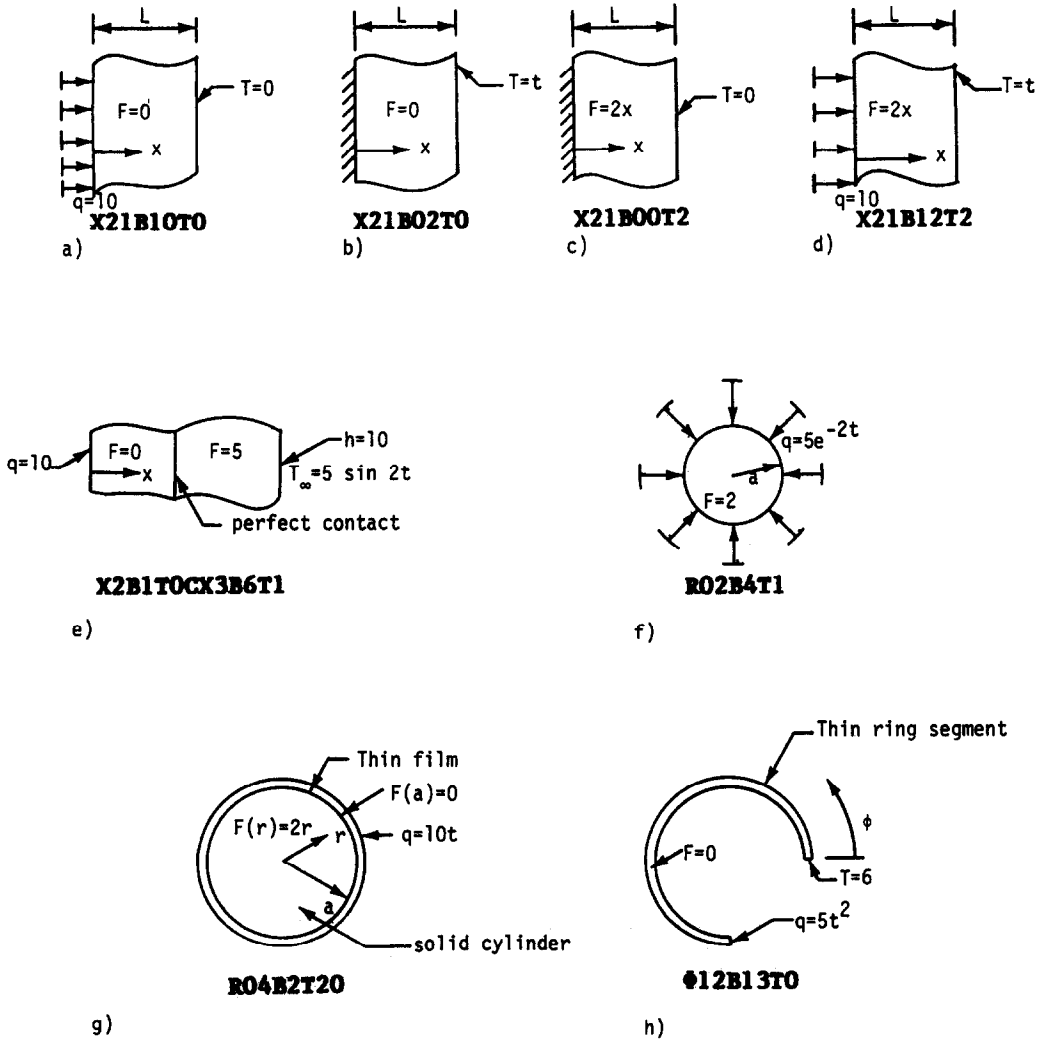 L
T=0
F=0
x
q=10
X21B10T0
a)
L
T=t
F=0
x
X21B02T0
b)
L
F=2x
T=0
x
X21B00T2
c)
L
T=t
F=2x
x
q=10
X21B12T2
d)
q=10
F=0
F=5
x
h=10
T∞=5 sin 2t
perfect contact
X2B1T0CX3B6T1
e)
q=5e^-2t
a
F=2
R02B4T1
f)
Thin film
F(a)=0
F(r)=2r
r
q=10t
a
solid cylinder
R04B2T20
g)
Thin ring segment
ϕ
F=0
T=6
q=5t²
Φ12B13T0
h)